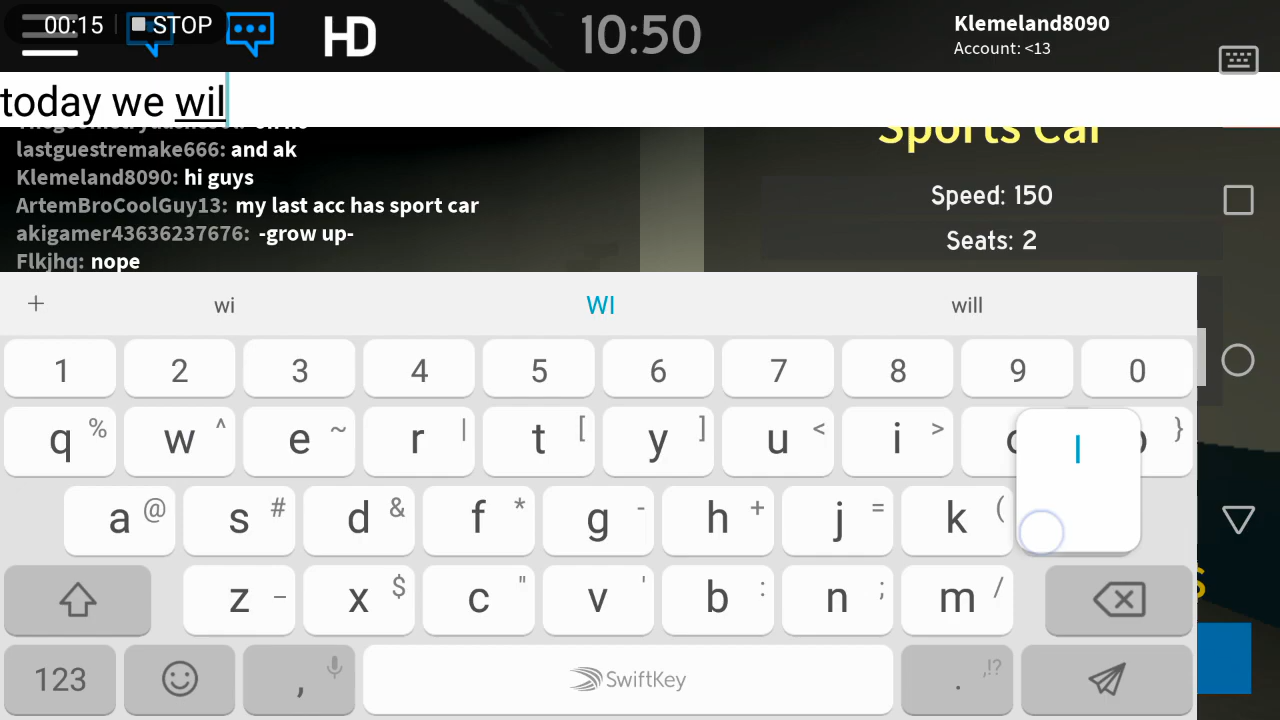 00:15 STOP
HD
10:50
Klemeland8090
Account: <13
today we wil
lastguestremake666: and ak
Klemeland8090: hi guys
ArtemBroCoolGuy13: my last acc has sport car
akigamer43636237676: -grow up-
Flkjhq: nope
Sports Car
Speed: 150
Seats: 2
+ wi WI will
1 2 3 4 5 6 7 8 9 0
q % w ^ e ~ r | t [ y ] u < i > }
a @ s # d & f * g - h + j = k ( l
z _ x $ c " v ' b : n ; m /
123 , SwiftKey . ,!?